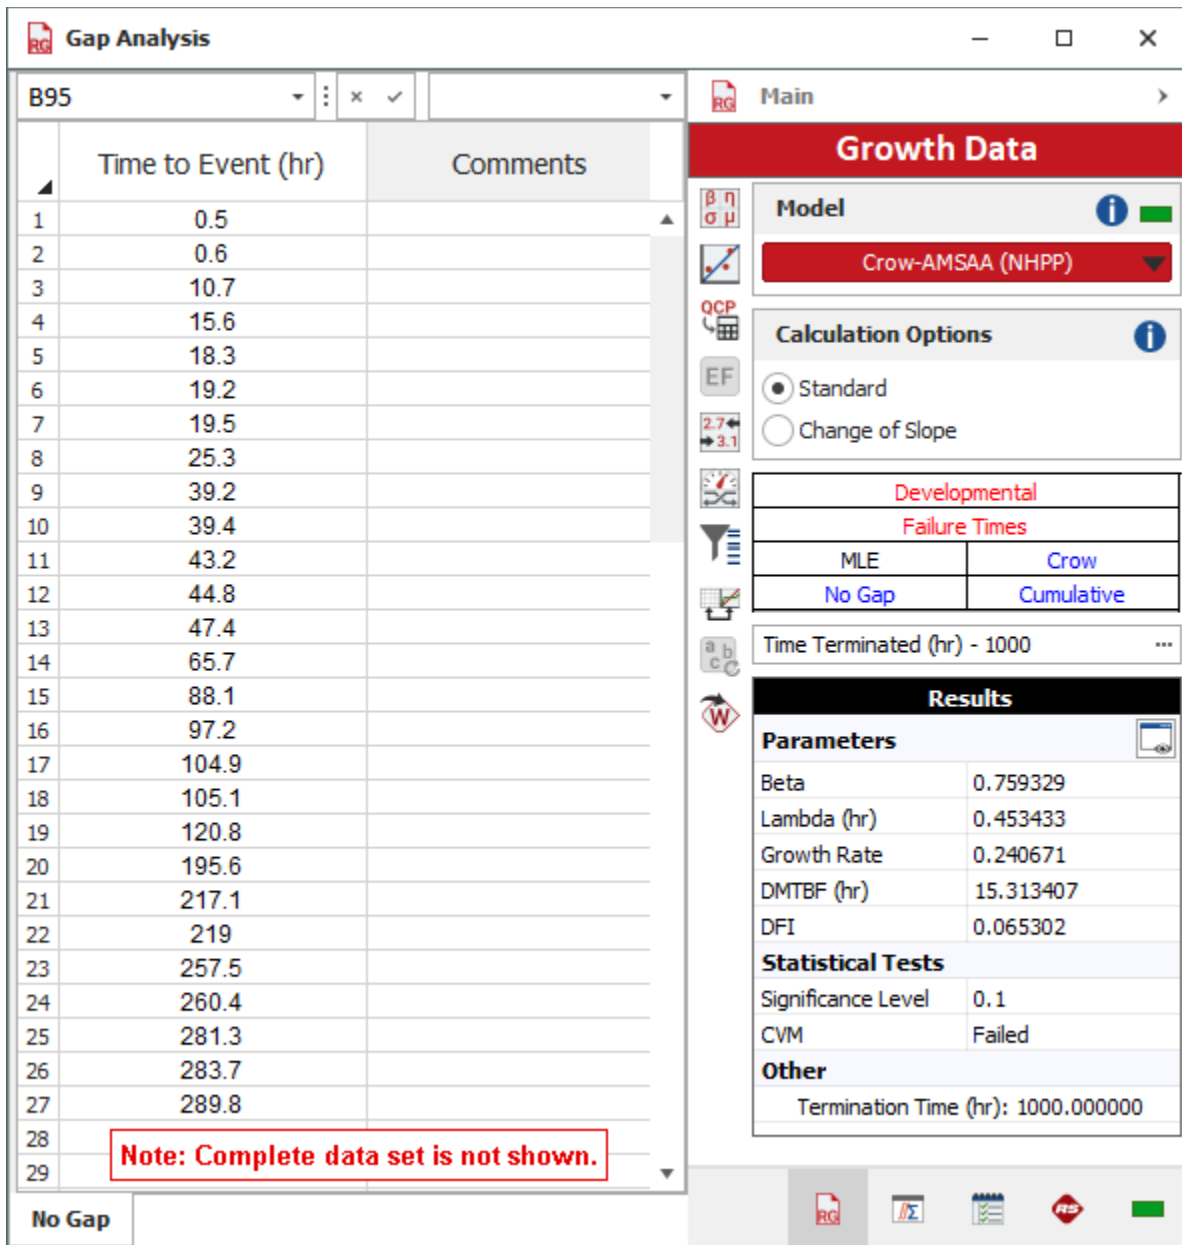 RG Gap Analysis
B95
RG Main
Time to Event (hr) Comments
1 0.5
2 0.6
3 10.7
4 15.6
5 18.3
6 19.2
7 19.5
8 25.3
9 39.2
10 39.4
11 43.2
12 44.8
13 47.4
14 65.7
15 88.1
16 97.2
17 104.9
18 105.1
19 120.8
20 195.6
21 217.1
22 219
23 257.5
24 260.4
25 281.3
26 283.7
27 289.8
28
29
Note: Complete data set is not shown.
No Gap
Growth Data
β η
σ μ
QCP
EF
2.7
3.1
a b
c
W
Model
Crow-AMSAA (NHPP)
Calculation Options
Standard
Change of Slope
Developmental
Failure Times
MLE Crow
No Gap Cumulative
Time Terminated (hr) - 1000 ...
Results
Parameters
Beta 0.759329
Lambda (hr) 0.453433
Growth Rate 0.240671
DMTBF (hr) 15.313407
DFI 0.065302
Statistical Tests
Significance Level 0.1
CVM Failed
Other
Termination Time (hr): 1000.000000
RG Σ RS